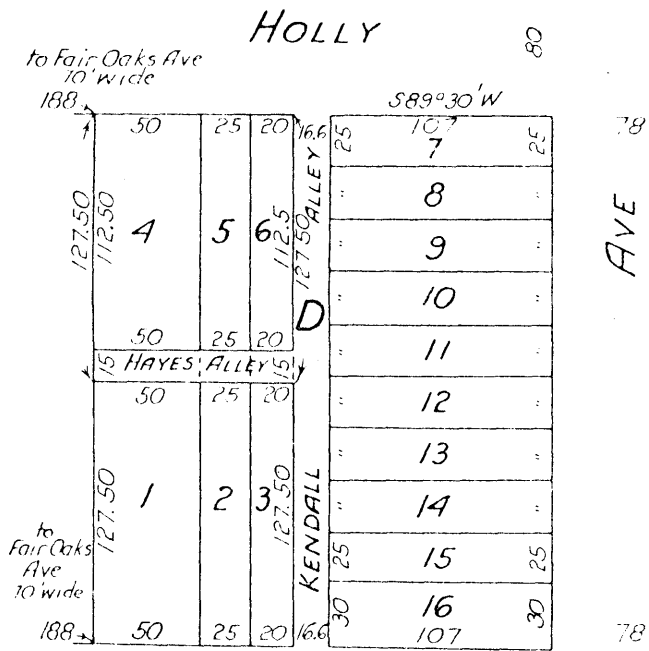 HOLLY
80
to Fair Oaks Ave
10' wide
188
S89°30'W
50 25 20 16.6 107 78
25 7 25
127.50 112.50 4 5 6 112.5 127.50 ALLEY
" 8 "
AVE
" 9 "
" 10 "
D
50 25 20
" 11 "
15 HAYES ALLEY 15
50 25 20
" 12 "
" 13 "
127.50 1 2 3 127.50 KENDALL
" 14 "
to
Fair Oaks
Ave
10' wide
25 15 25
30 16 30
188 50 25 20 16.6 107 78